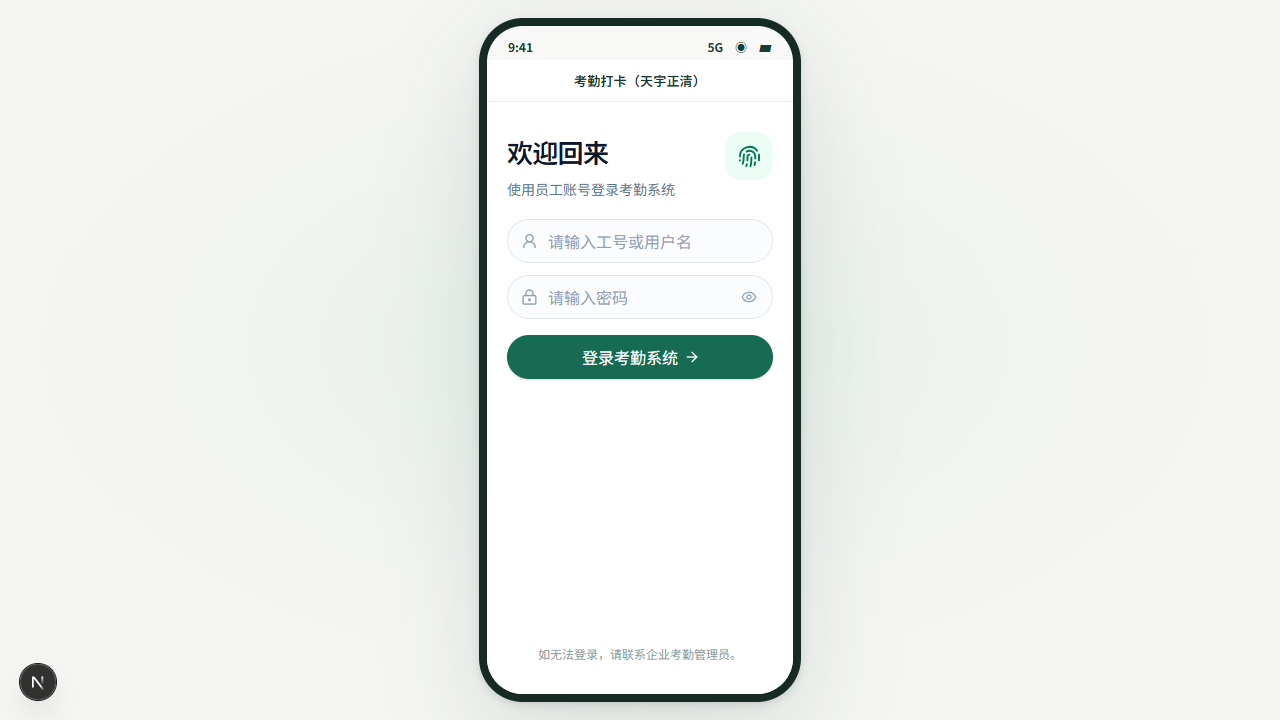 9:41
5G
考勤打卡（天宇正清）
欢迎回来
使用员工账号登录考勤系统
请输入工号或用户名
请输入密码
登录考勤系统 →
如无法登录，请联系企业考勤管理员。
N